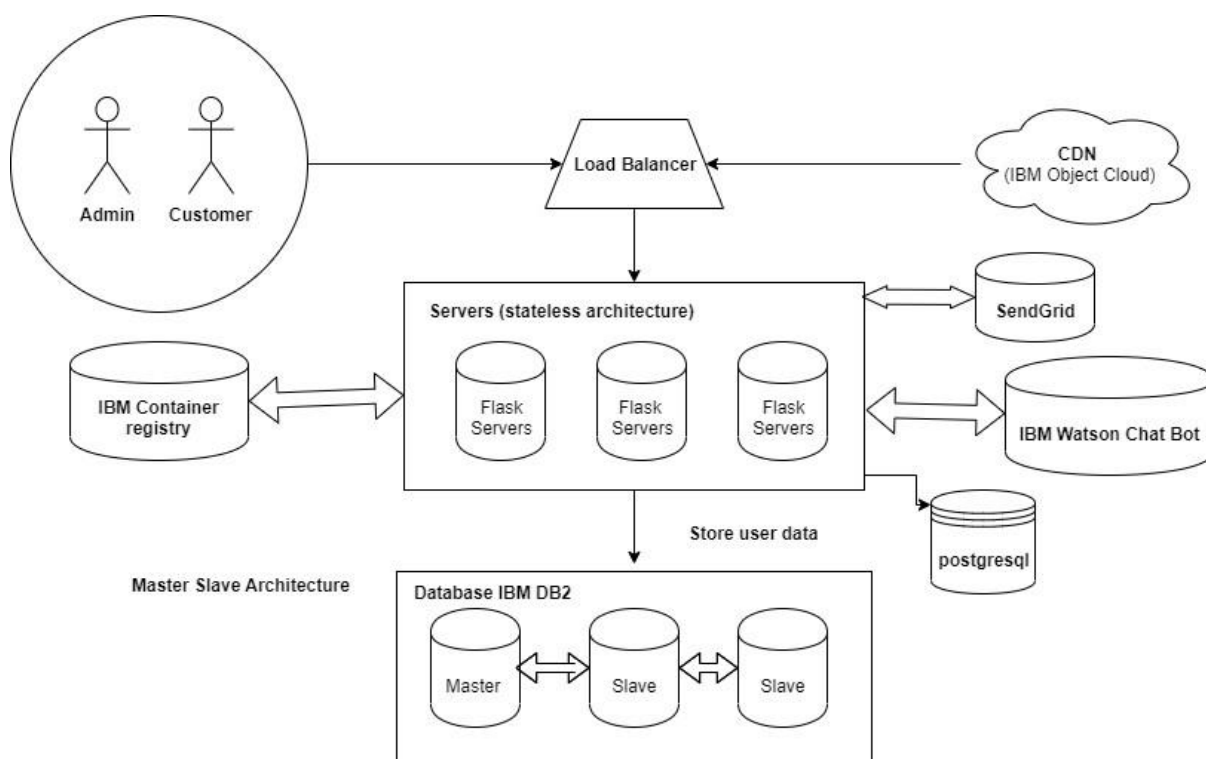 Admin
Customer
Load Balancer
CDN
(IBM Object Cloud)
Servers (stateless architecture)
SendGrid
IBM Container
registry
Flask
Servers
Flask
Servers
Flask
Servers
IBM Watson Chat Bot
Store user data
postgresql
Master Slave Architecture
Database IBM DB2
Master
Slave
Slave